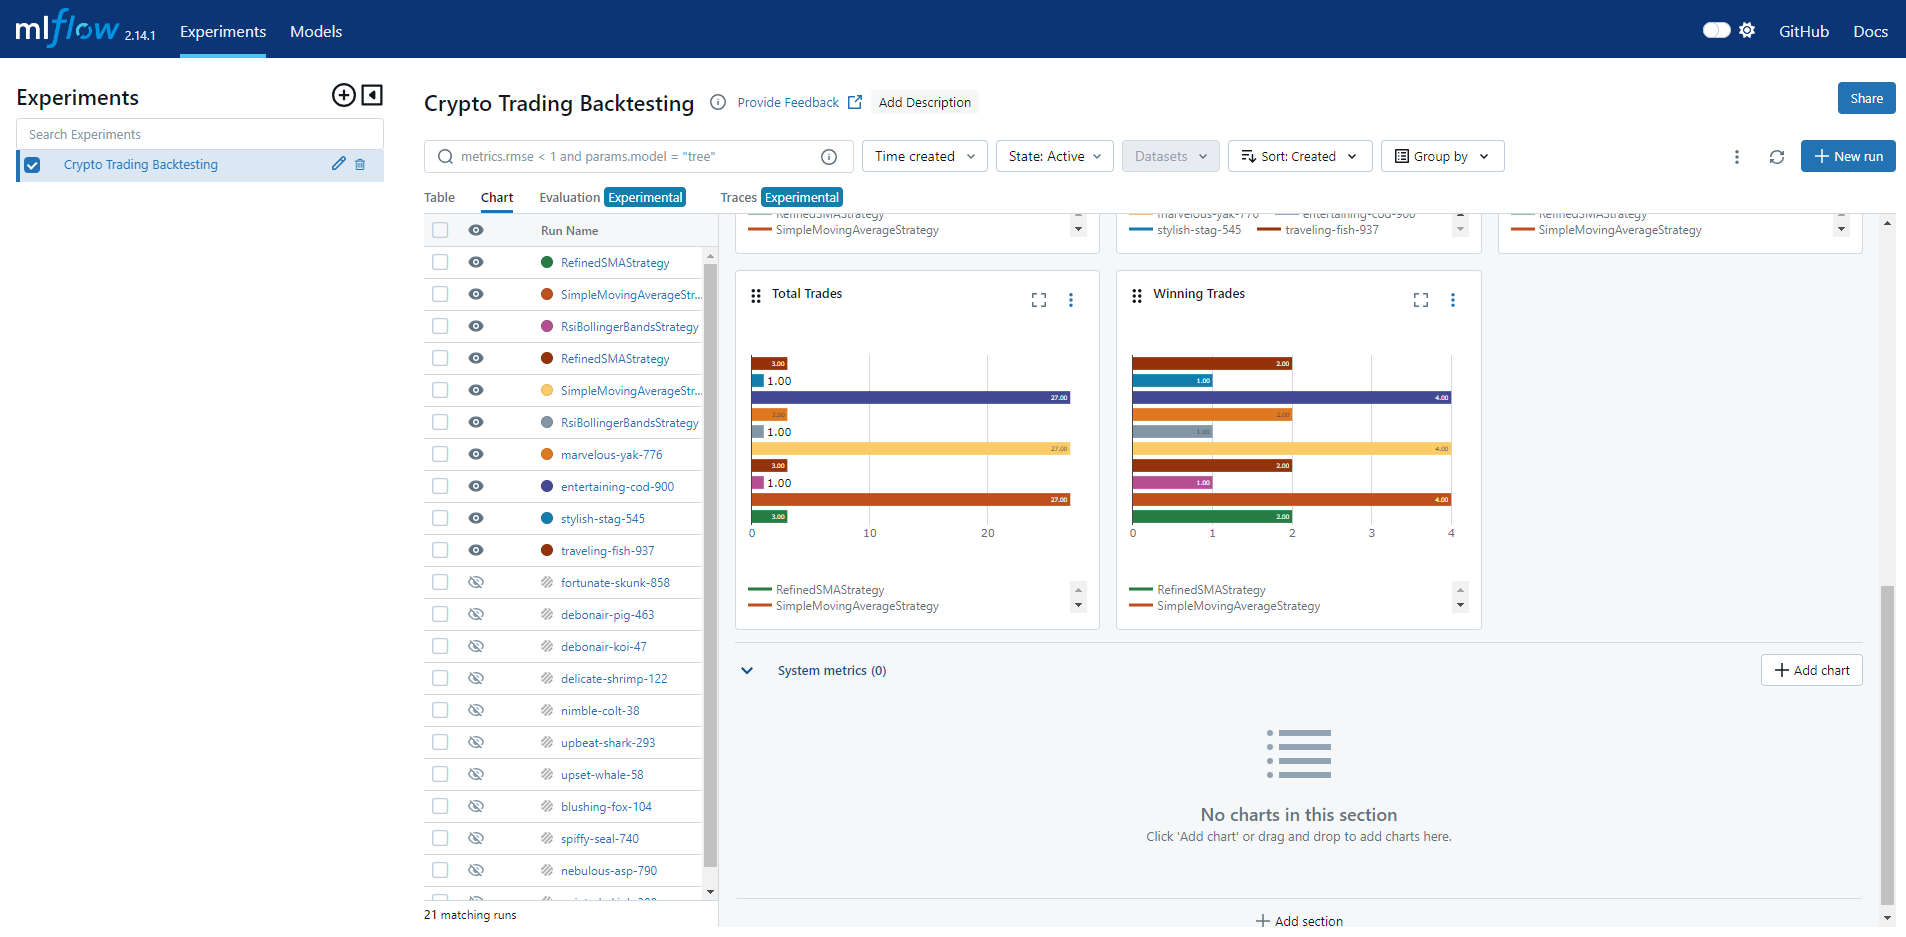 mlflow 2.14.1 Experiments Models GitHub Docs
Experiments
Search Experiments
Crypto Trading Backtesting
Crypto Trading Backtesting Provide Feedback Add Description
Share
metrics.rmse < 1 and params.model = "tree" Time created State: Active Datasets Sort: Created Group by New run
Table Chart Evaluation Experimental Traces Experimental
Run Name
RefinedSMAStrategy
SimpleMovingAverageStr...
RsiBollingerBandsStrategy
RefinedSMAStrategy
SimpleMovingAverageStr...
RsiBollingerBandsStrategy
marvelous-yak-776
entertaining-cod-900
stylish-stag-545
traveling-fish-937
fortunate-skunk-858
debonair-pig-463
debonair-koi-47
delicate-shrimp-122
nimble-colt-38
upbeat-shark-293
upset-whale-58
blushing-fox-104
spiffy-seal-740
nebulous-asp-790
21 matching runs
RefinedSMAStrategy
SimpleMovingAverageStrategy
marvelous-yak-776 entertaining-cod-900
stylish-stag-545 traveling-fish-937
RefinedSMAStrategy
SimpleMovingAverageStrategy
Total Trades
3.00
1.00
27.00
3.00
1.00
27.00
3.00
1.00
27.00
3.00
0 10 20
RefinedSMAStrategy
SimpleMovingAverageStrategy
Winning Trades
2.00
1.00
4.00
2.00
1.00
4.00
2.00
1.00
4.00
2.00
0 1 2 3 4
RefinedSMAStrategy
SimpleMovingAverageStrategy
System metrics (0) Add chart
No charts in this section
Click 'Add chart' or drag and drop to add charts here.
Add section